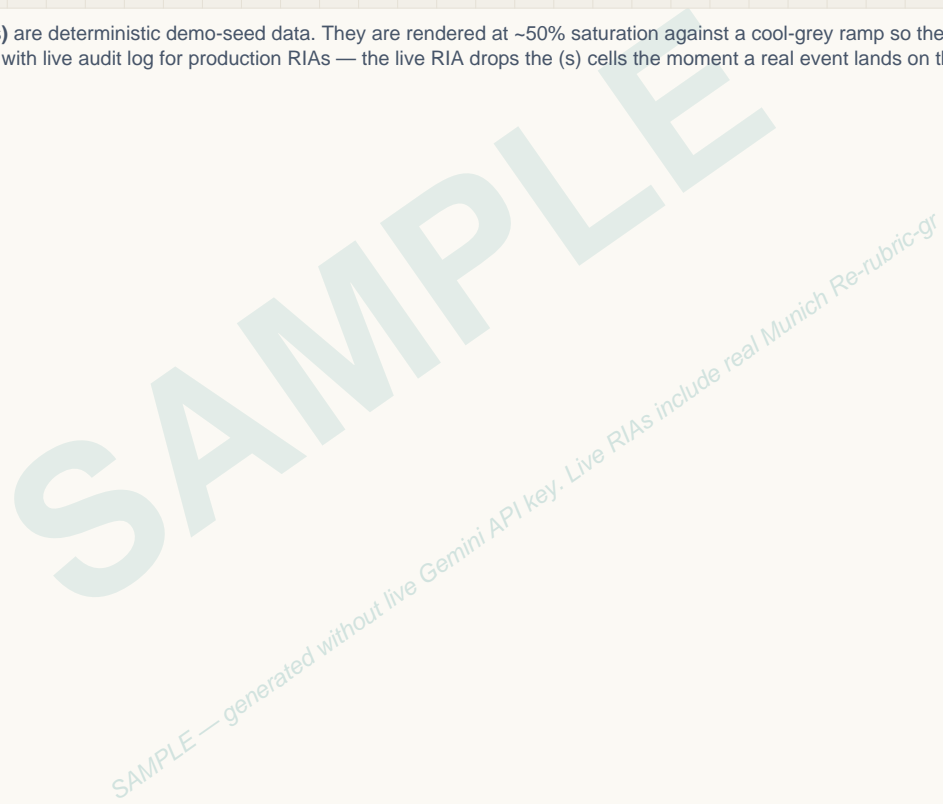 s) are deterministic demo-seed data. They are rendered at ~50% saturation against a cool-grey ramp so the
with live audit log for production RIAs — the live RIA drops the (s) cells the moment a real event lands on th
SAMPLE
SAMPLE — generated without live Gemini API key. Live RIAs include real Munich Re-rubric-gr